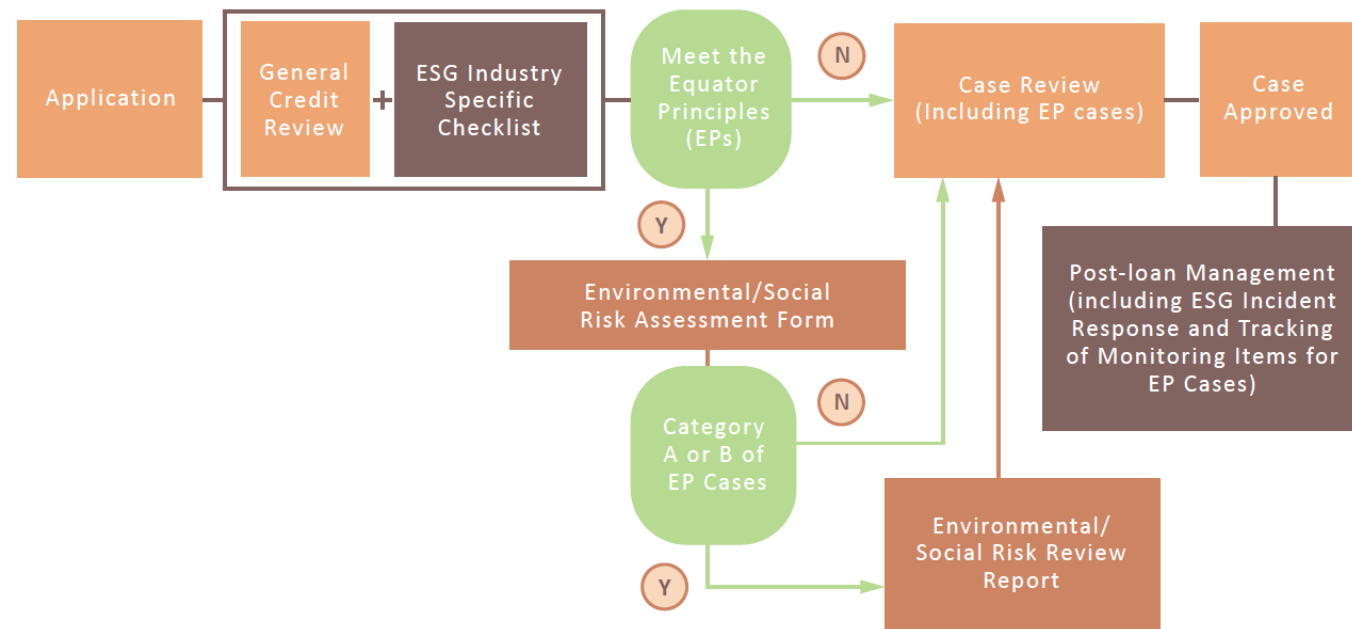 Application
General
Credit
Review
+
ESG Industry
Specific
Checklist
Meet the
Equator
Principles
(EPs)
N
Case Review
(Including EP cases)
Case
Approved
Y
Environmental/Social
Risk Assessment Form
Post-loan Management
(including ESG Incident
Response and Tracking
of Monitoring Items for
EP Cases)
Category
A or B of
EP Cases
N
Y
Environmental/
Social Risk Review
Report